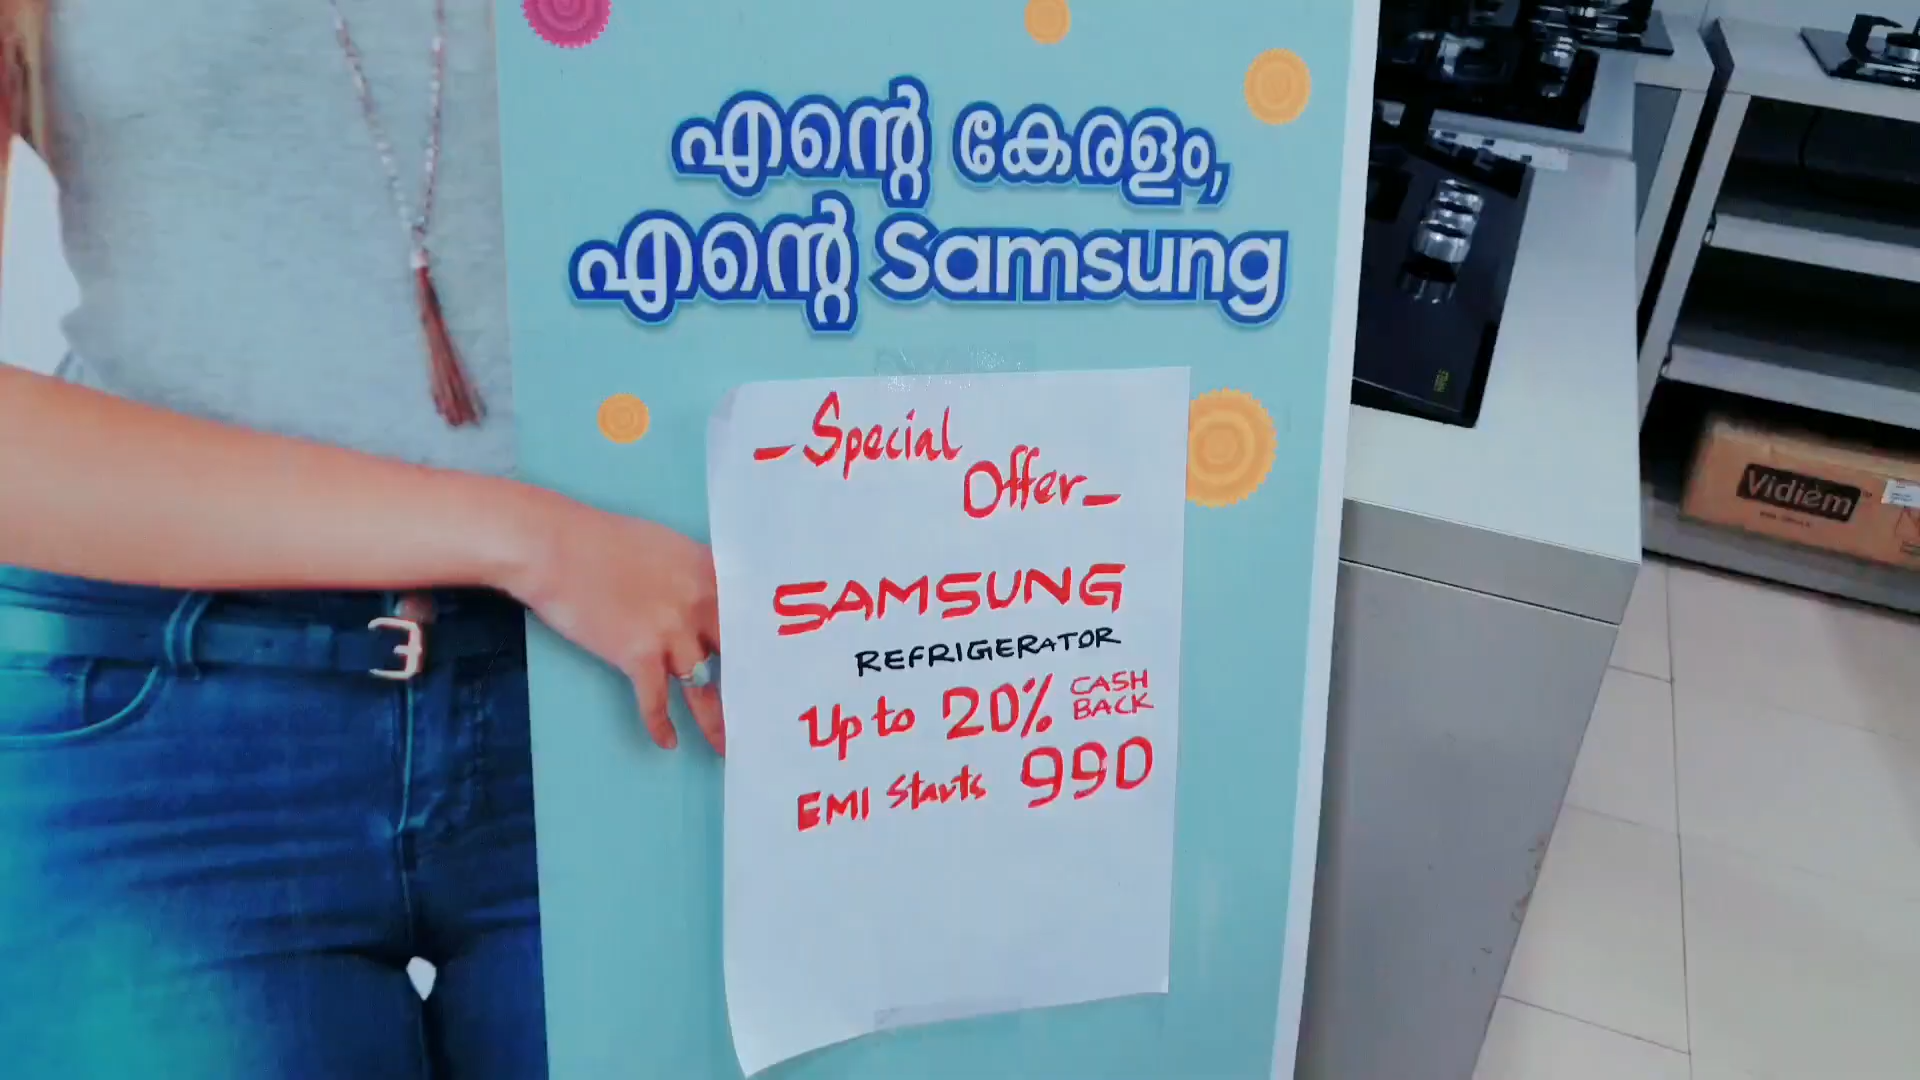 എന്റെ കേരളം,
എന്റെ Samsung
- Special
Offer -
SAMSUNG
REFRIGERATOR
Up to 20% CASH BACK
EMI Starts 990
Vidiem